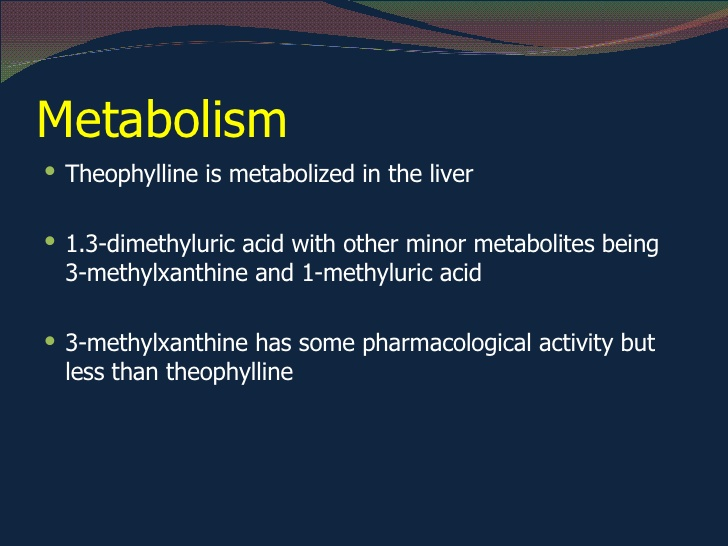 Metabolism
• Theophylline is metabolized in the liver
• 1.3-dimethyluric acid with other minor metabolites being
3-methylxanthine and 1-methyluric acid
• 3-methylxanthine has some pharmacological activity but
less than theophylline